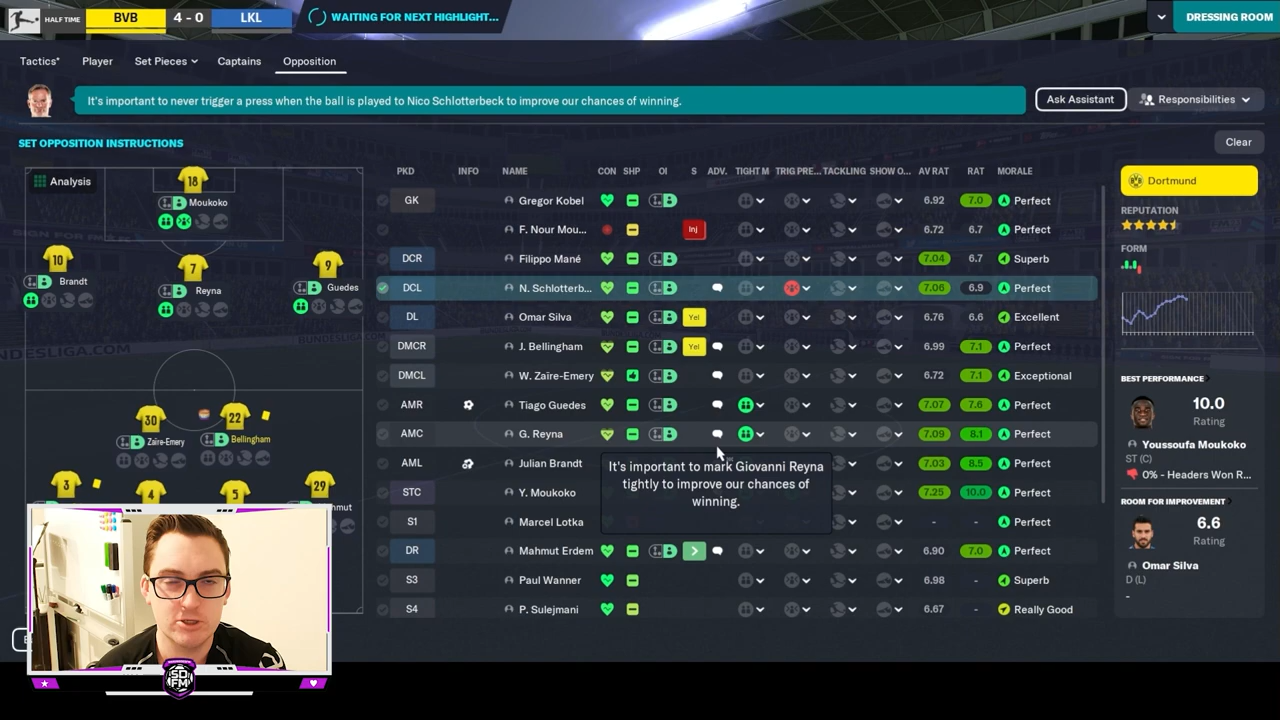 HALF TIME BVB 4 - 0 LKL
WAITING FOR NEXT HIGHLIGHT...
DRESSING ROOM
Tactics* Player Set Pieces Captains Opposition
It's important to never trigger a press when the ball is played to Nico Schlotterbeck to improve our chances of winning.
Ask Assistant
Responsibilities
SET OPPOSITION INSTRUCTIONS
Clear
Analysis
18
Moukoko
10
Brandt
7
Reyna
9
Guedes
30
Zaïre-Emery
22
Bellingham
3
4
5
29
PKD INFO NAME CON SHP OI S ADV. TIGHT M TRIG PRE... TACKLING SHOW O... AV RAT RAT MORALE
GK Gregor Kobel 6.92 7.0 Perfect
F. Nour Mou... Inj 6.72 6.7 Perfect
DCR Filippo Mané 7.04 6.7 Superb
DCL N. Schlotterb... 7.06 6.9 Perfect
DL Omar Silva Yel 6.76 6.6 Excellent
DMCR J. Bellingham Yel 6.99 7.1 Perfect
DMCL W. Zaïre-Emery 6.72 7.1 Exceptional
AMR Tiago Guedes 7.07 7.6 Perfect
AMC G. Reyna 7.09 8.1 Perfect
AML Julian Brandt 7.03 8.5 Perfect
STC Y. Moukoko 7.25 10.0 Perfect
S1 Marcel Lotka - - Perfect
DR Mahmut Erdem 6.90 7.0 Perfect
S3 Paul Wanner 6.98 - Superb
S4 P. Sulejmani 6.67 - Really Good
It's important to mark Giovanni Reyna
tightly to improve our chances of
winning.
Dortmund
REPUTATION
FORM
BEST PERFORMANCE
10.0
Rating
Youssoufa Moukoko
ST (C)
0% - Headers Won R...
ROOM FOR IMPROVEMENT
6.6
Rating
Omar Silva
D (L)
-
SD
FM